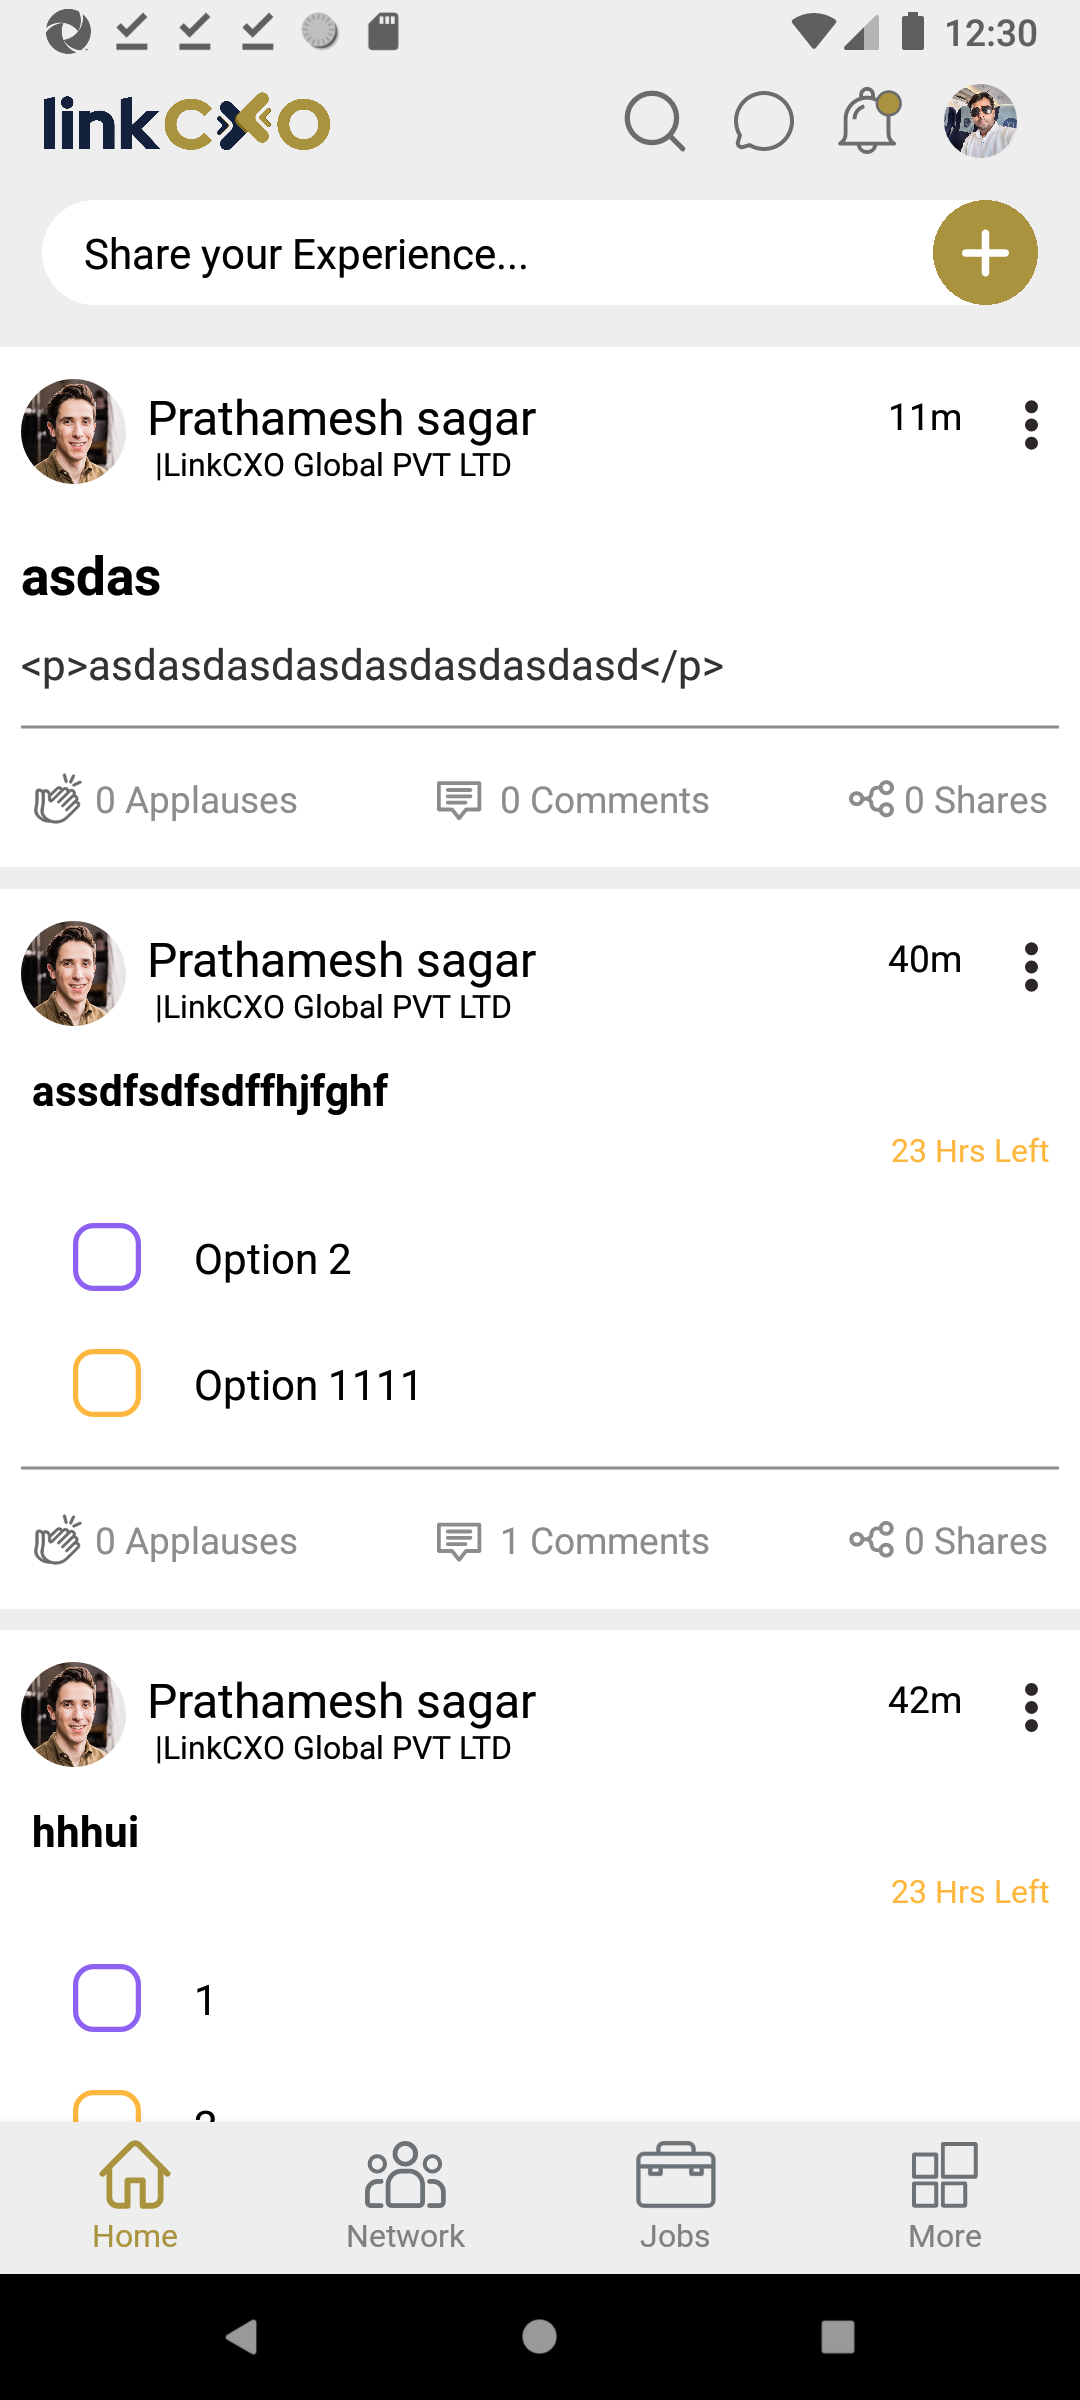 12:30
linkCXO
Share your Experience...
Prathamesh sagar
11m
|LinkCXO Global PVT LTD
asdas
<p>asdasdasdasdasdasdasdasd</p>
0 Applauses
0 Comments
0 Shares
Prathamesh sagar
40m
|LinkCXO Global PVT LTD
assdfsdfsdffhjfghf
23 Hrs Left
Option 2
Option 1111
0 Applauses
1 Comments
0 Shares
Prathamesh sagar
42m
|LinkCXO Global PVT LTD
hhhui
23 Hrs Left
1
Home
Network
Jobs
More